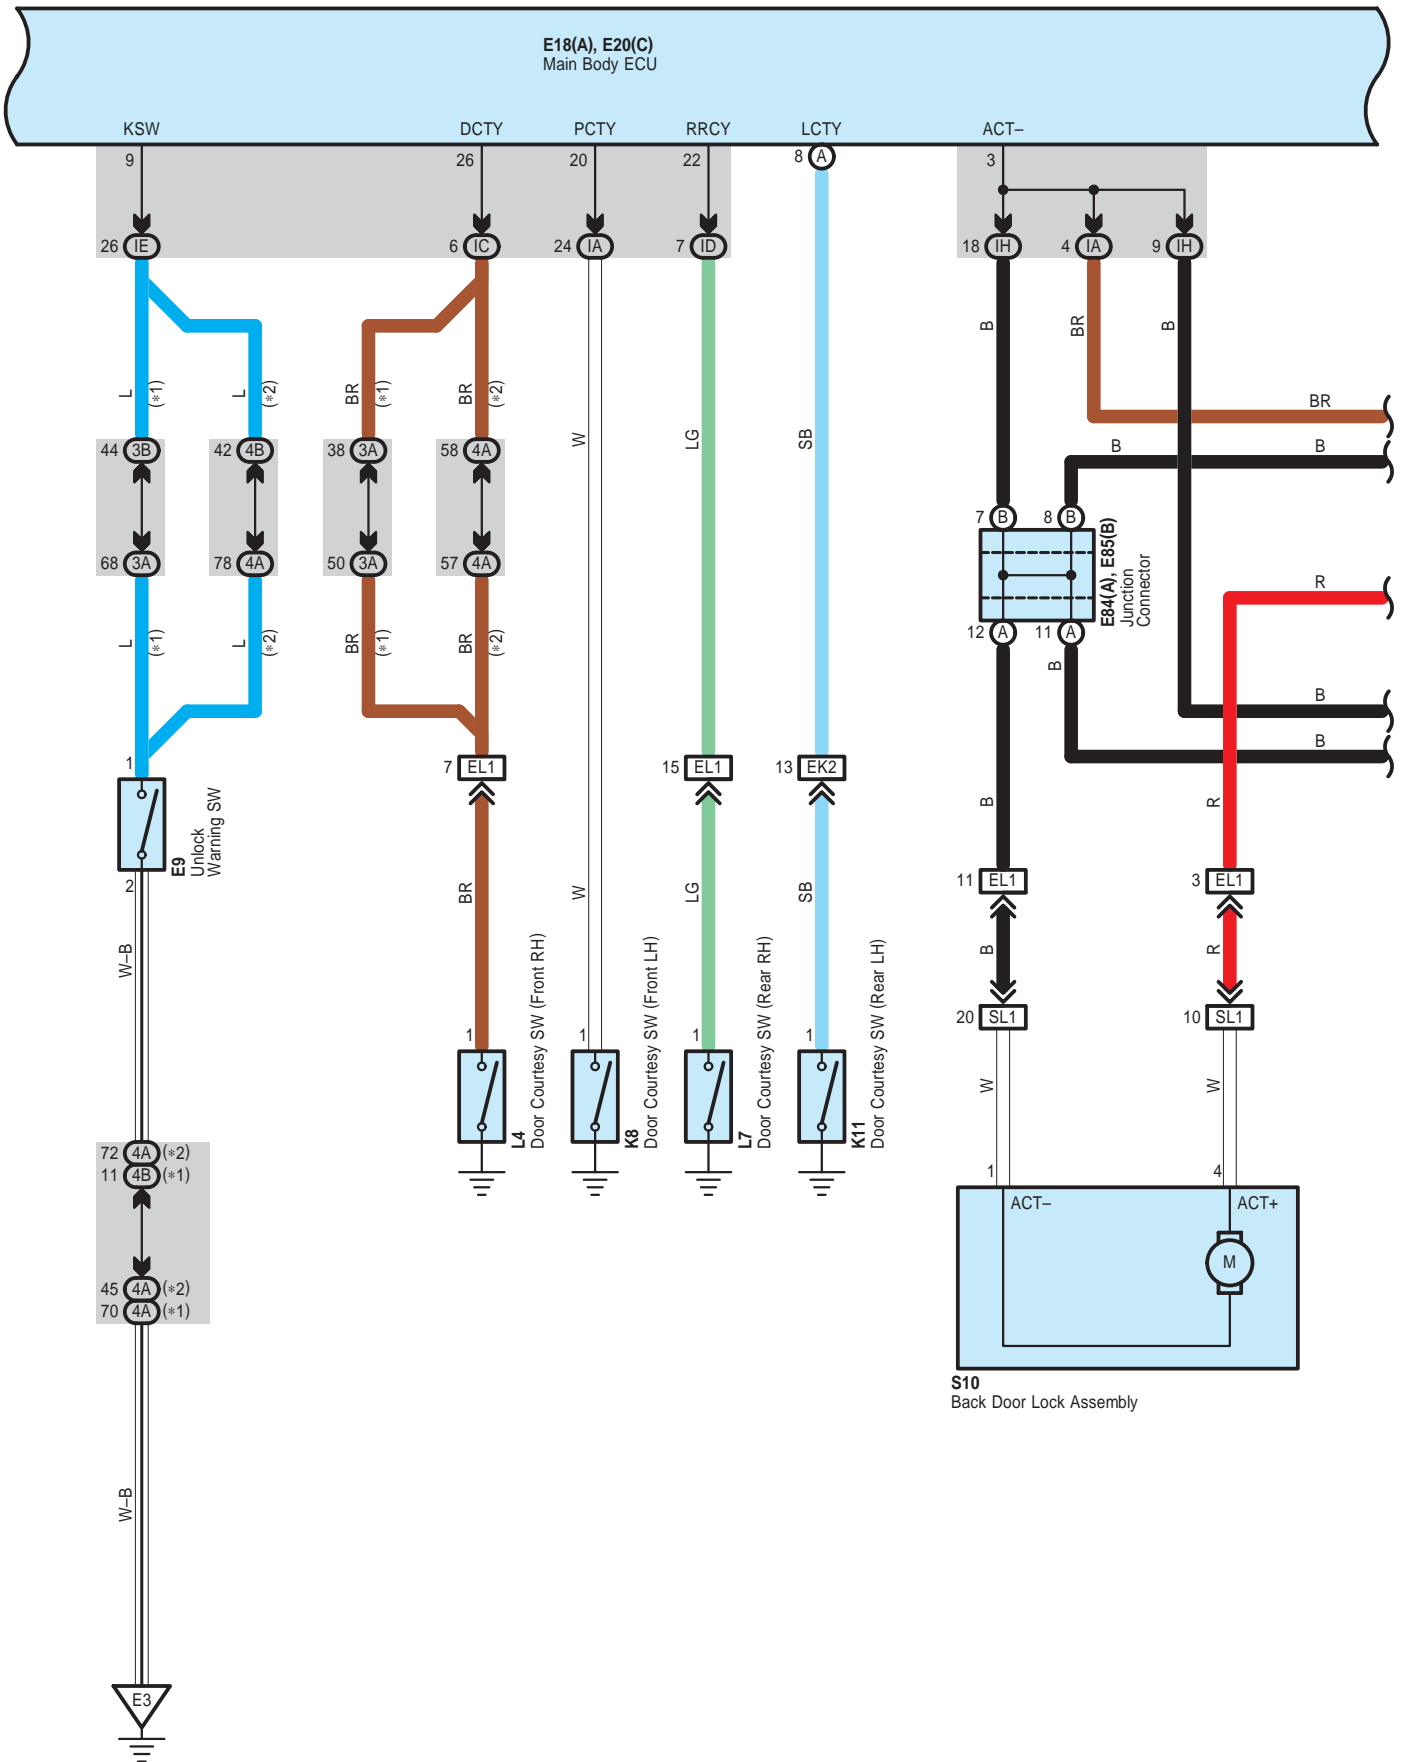 E18(A), E20(C)
Main Body ECU
KSW DCTY PCTY RRCY LCTY ACT–
9 26 20 22 8 A 3
26 IE 6 IC 24 IA 7 ID 18 IH 4 IA 9 IH
B BR B
L (*1) L (*2) BR (*1) BR (*2)
BR
W LG SB
44 3B 42 4B 38 3A 58 4A
B B
7 B 8 B
E84(A), E85(B)
Junction
Connector
68 3A 78 4A 50 3A 57 4A
R
12 A 11 A
L (*1) L (*2) BR (*1) BR (*2)
B
B
B
1
7 EL1 15 EL1 13 EK2
B R
E9
Unlock
Warning SW
2
BR W LG SB
11 EL1 3 EL1
W–B
B R
20 SL1 10 SL1
1 1 1 1
L4
Door Courtesy SW (Front RH)
K8
Door Courtesy SW (Front LH)
L7
Door Courtesy SW (Rear RH)
K11
Door Courtesy SW (Rear LH)
W W
72 4A (*2)
11 4B (*1)
1 4
ACT– ACT+
M
45 4A (*2)
70 4A (*1)
S10
Back Door Lock Assembly
W–B
E3